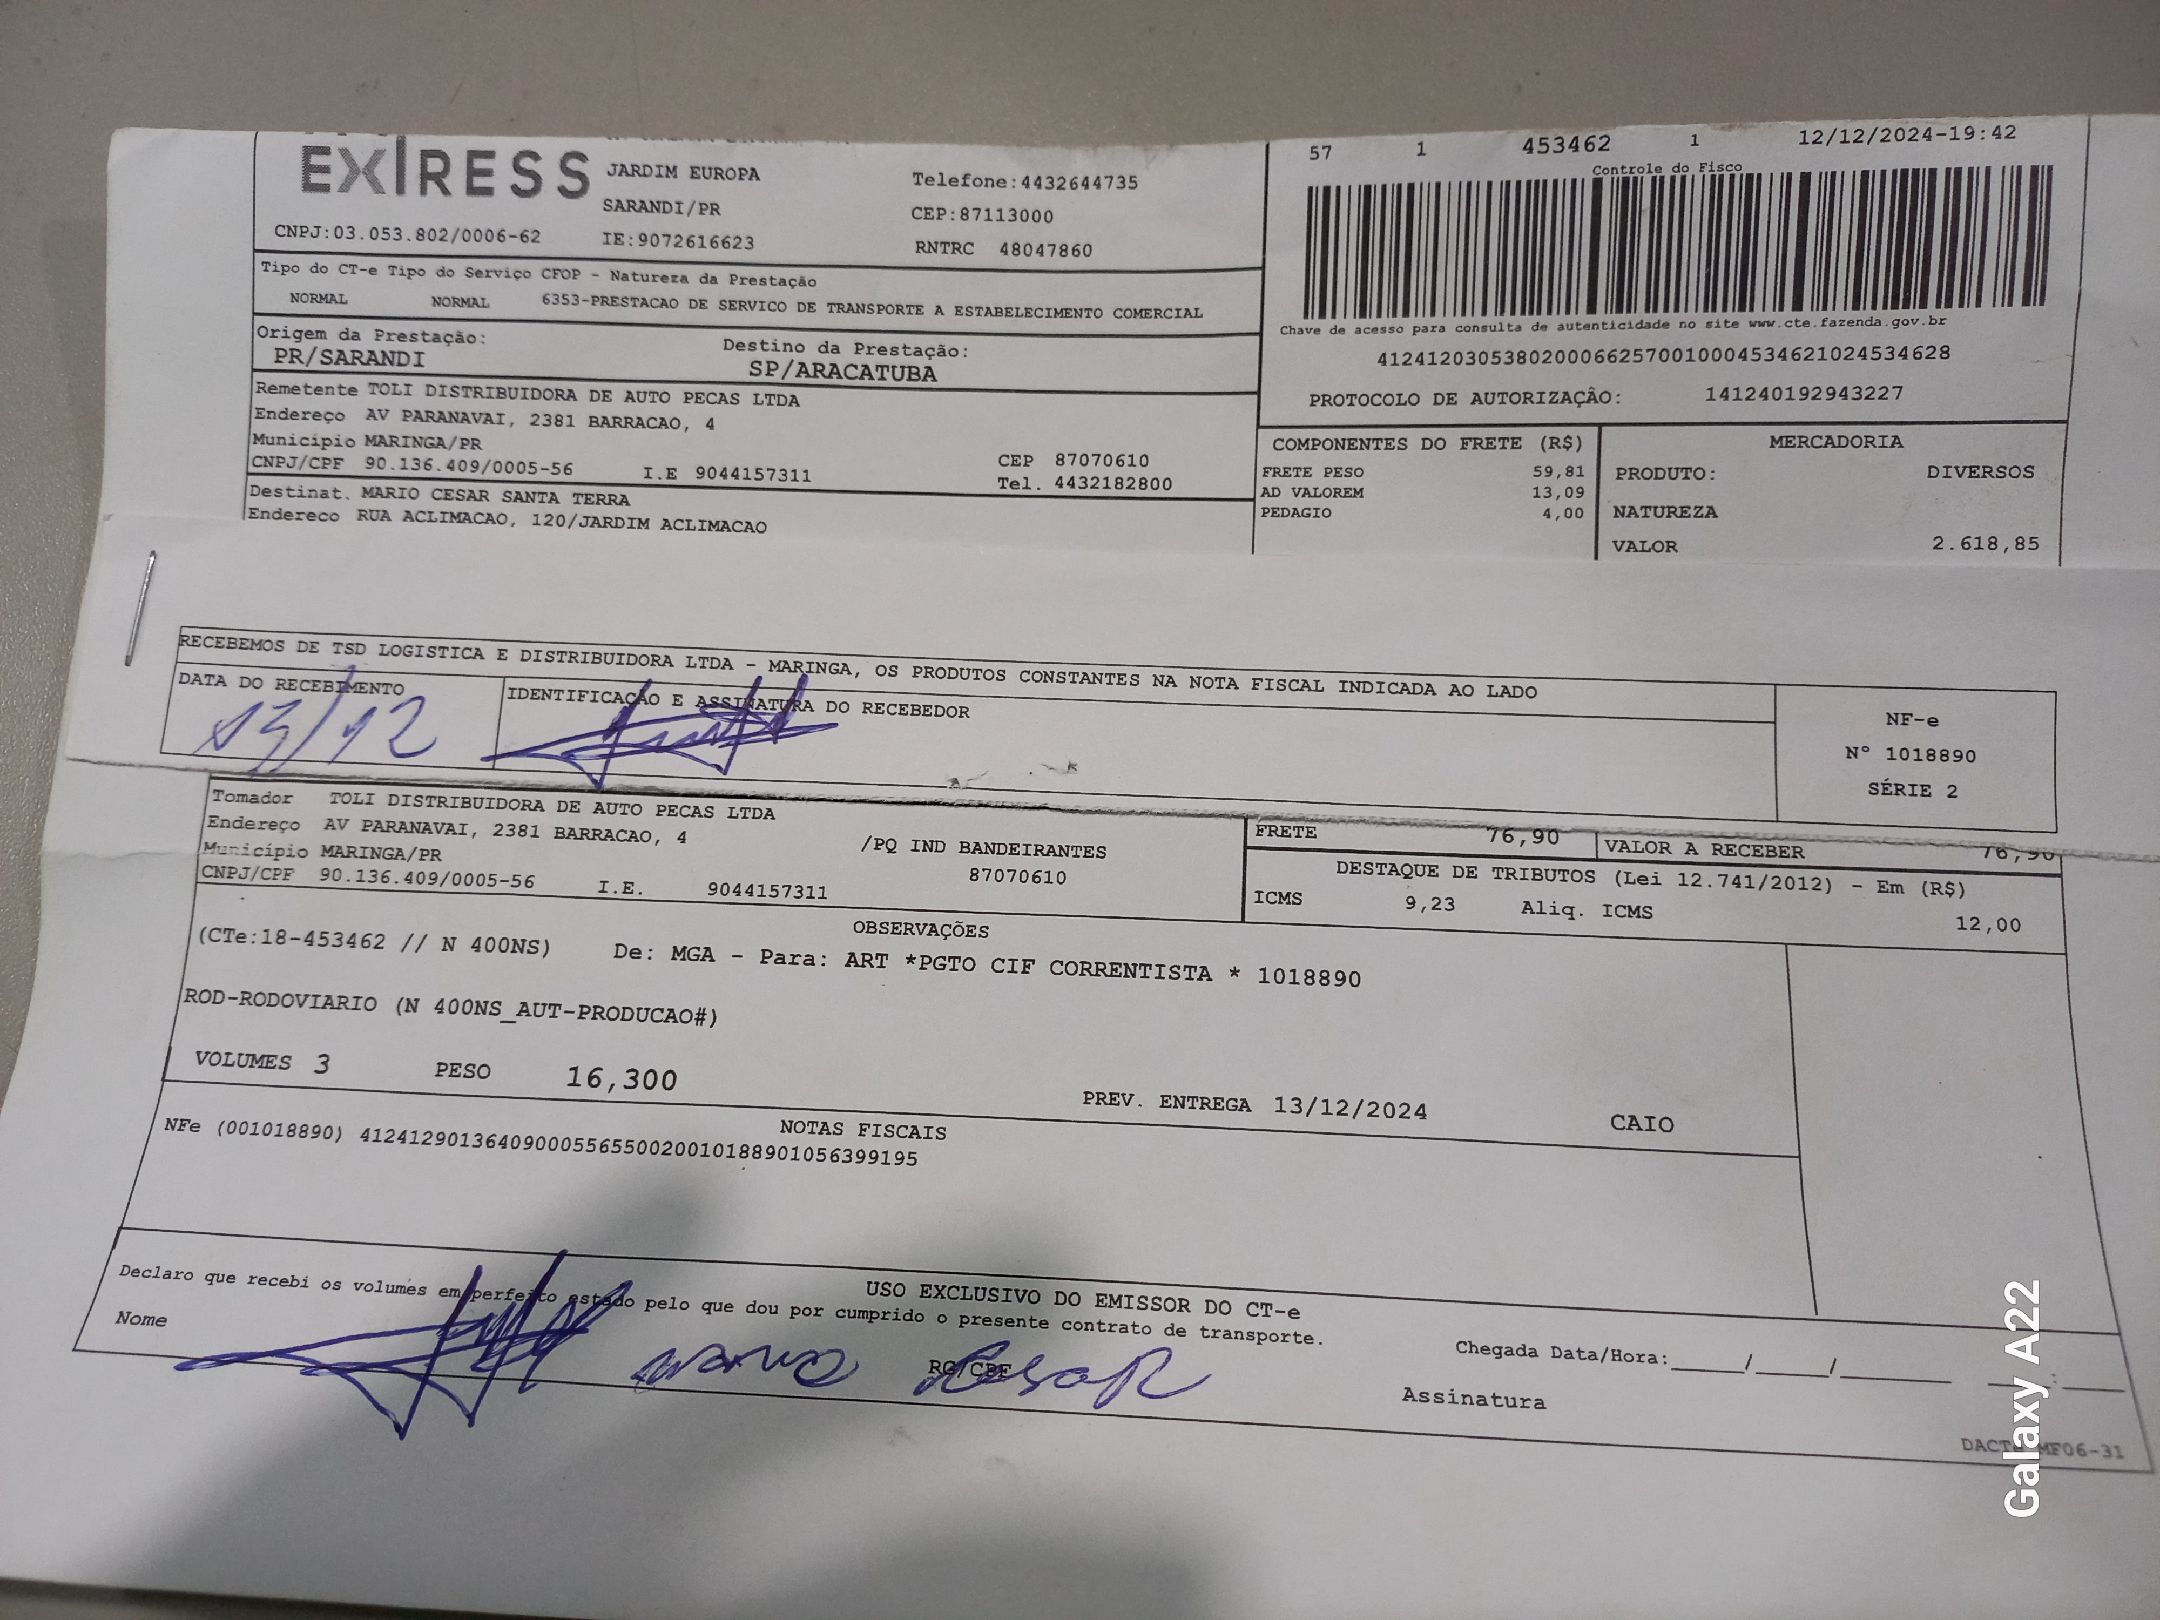 EXPRESS
JARDIM EUROPA
Telefone:4432644735
SARANDI/PR
CEP:87113000
CNPJ:03.053.802/0006-62 IE:9072616623
RNTRC 48047860
57 1 453462 1 12/12/2024-19:42
Controle do Fisco
Chave de acesso para consulta de autenticidade no site www.cte.fazenda.gov.br
41241203053802000662570010004534621024534628
PROTOCOLO DE AUTORIZAÇÃO: 141240192943227
Tipo do CT-e Tipo do Serviço CFOP - Natureza da Prestação
NORMAL NORMAL 6353-PRESTACAO DE SERVICO DE TRANSPORTE A ESTABELECIMENTO COMERCIAL
Origem da Prestação: Destino da Prestação:
PR/SARANDI SP/ARACATUBA
Remetente TOLI DISTRIBUIDORA DE AUTO PECAS LTDA
Endereço AV PARANAVAI, 2381 BARRACAO, 4
Município MARINGA/PR CEP 87070610
CNPJ/CPF 90.136.409/0005-56 I.E 9044157311 Tel. 4432182800
Destinat. MARIO CESAR SANTA TERRA
Endereco RUA ACLIMACAO, 120/JARDIM ACLIMACAO
COMPONENTES DO FRETE (R$)
FRETE PESO 59,81
AD VALOREM 13,09
PEDAGIO 4,00
MERCADORIA
PRODUTO: DIVERSOS
NATUREZA
VALOR 2.618,85
RECEBEMOS DE TSD LOGISTICA E DISTRIBUIDORA LTDA - MARINGA, OS PRODUTOS CONSTANTES NA NOTA FISCAL INDICADA AO LADO
DATA DO RECEBIMENTO
13/12
IDENTIFICAÇÃO E ASSINATURA DO RECEBEDOR
NF-e
Nº 1018890
SÉRIE 2
Tomador TOLI DISTRIBUIDORA DE AUTO PECAS LTDA
Endereço AV PARANAVAI, 2381 BARRACAO, 4 /PQ IND BANDEIRANTES
Município MARINGA/PR 87070610
CNPJ/CPF 90.136.409/0005-56 I.E. 9044157311
FRETE 76,90 VALOR A RECEBER 76,90
DESTAQUE DE TRIBUTOS (Lei 12.741/2012) - Em (R$)
ICMS 9,23 Aliq. ICMS 12,00
OBSERVAÇÕES
(CTe:18-453462 // N 400NS) De: MGA - Para: ART *PGTO CIF CORRENTISTA * 1018890
ROD-RODOVIARIO (N 400NS_AUT-PRODUCAO#)
VOLUMES 3 PESO 16,300
PREV. ENTREGA 13/12/2024 CAIO
NOTAS FISCAIS
NFe (001018890) 41241290136409000556550020010188901056399195
USO EXCLUSIVO DO EMISSOR DO CT-e
Declaro que recebi os volumes em perfeito estado pelo que dou por cumprido o presente contrato de transporte.
Nome
RG/CPF
Cesar
Chegada Data/Hora:_____/_____/_______ ___:____
Assinatura
DACTE MF06-31
Galaxy A22